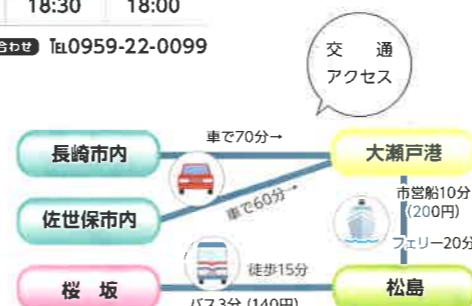 18:30 18:00
合わせ TEL0959-22-0099
交 通
アクセス
長崎市内
車で70分→
大瀬戸港
佐世保市内
車で60分→
市営船10分
(200円)
フェリー20分
桜 坂
徒歩15分
バス3分(140円)
松島